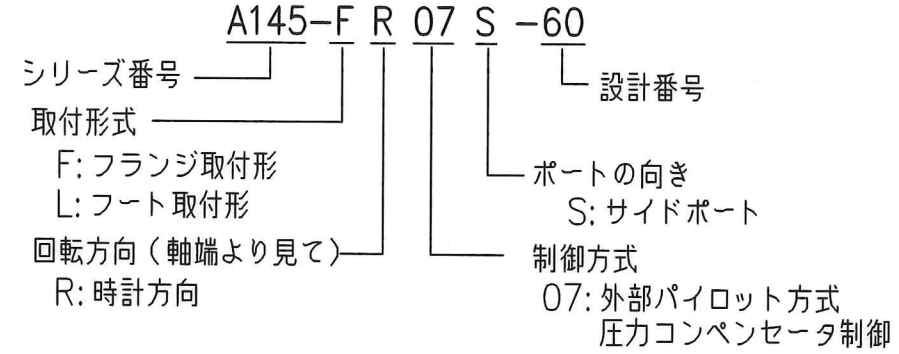 A145-F R 07 S -60
シリーズ番号
設計番号
取付形式
F:フランジ取付形
L:フート取付形
ポートの向き
S:サイドポート
回転方向(軸端より見て)
R:時計方向
制御方式
07:外部パイロット方式
圧力コンペンセータ制御